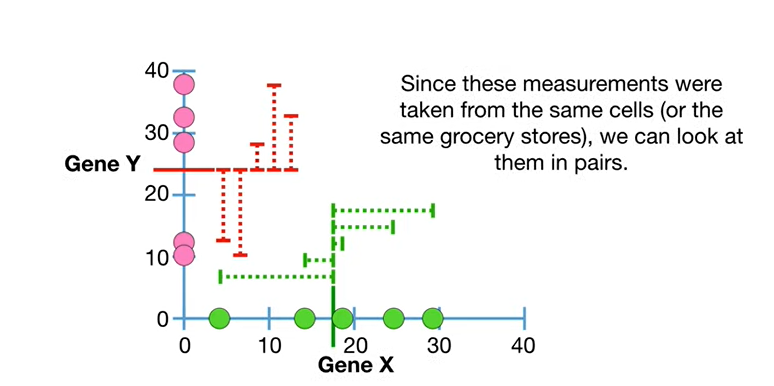 Since these measurements were
taken from the same cells (or the
same grocery stores), we can look at
them in pairs.
40
30
Gene Y
20
10
0
0 10 20 30 40
Gene X